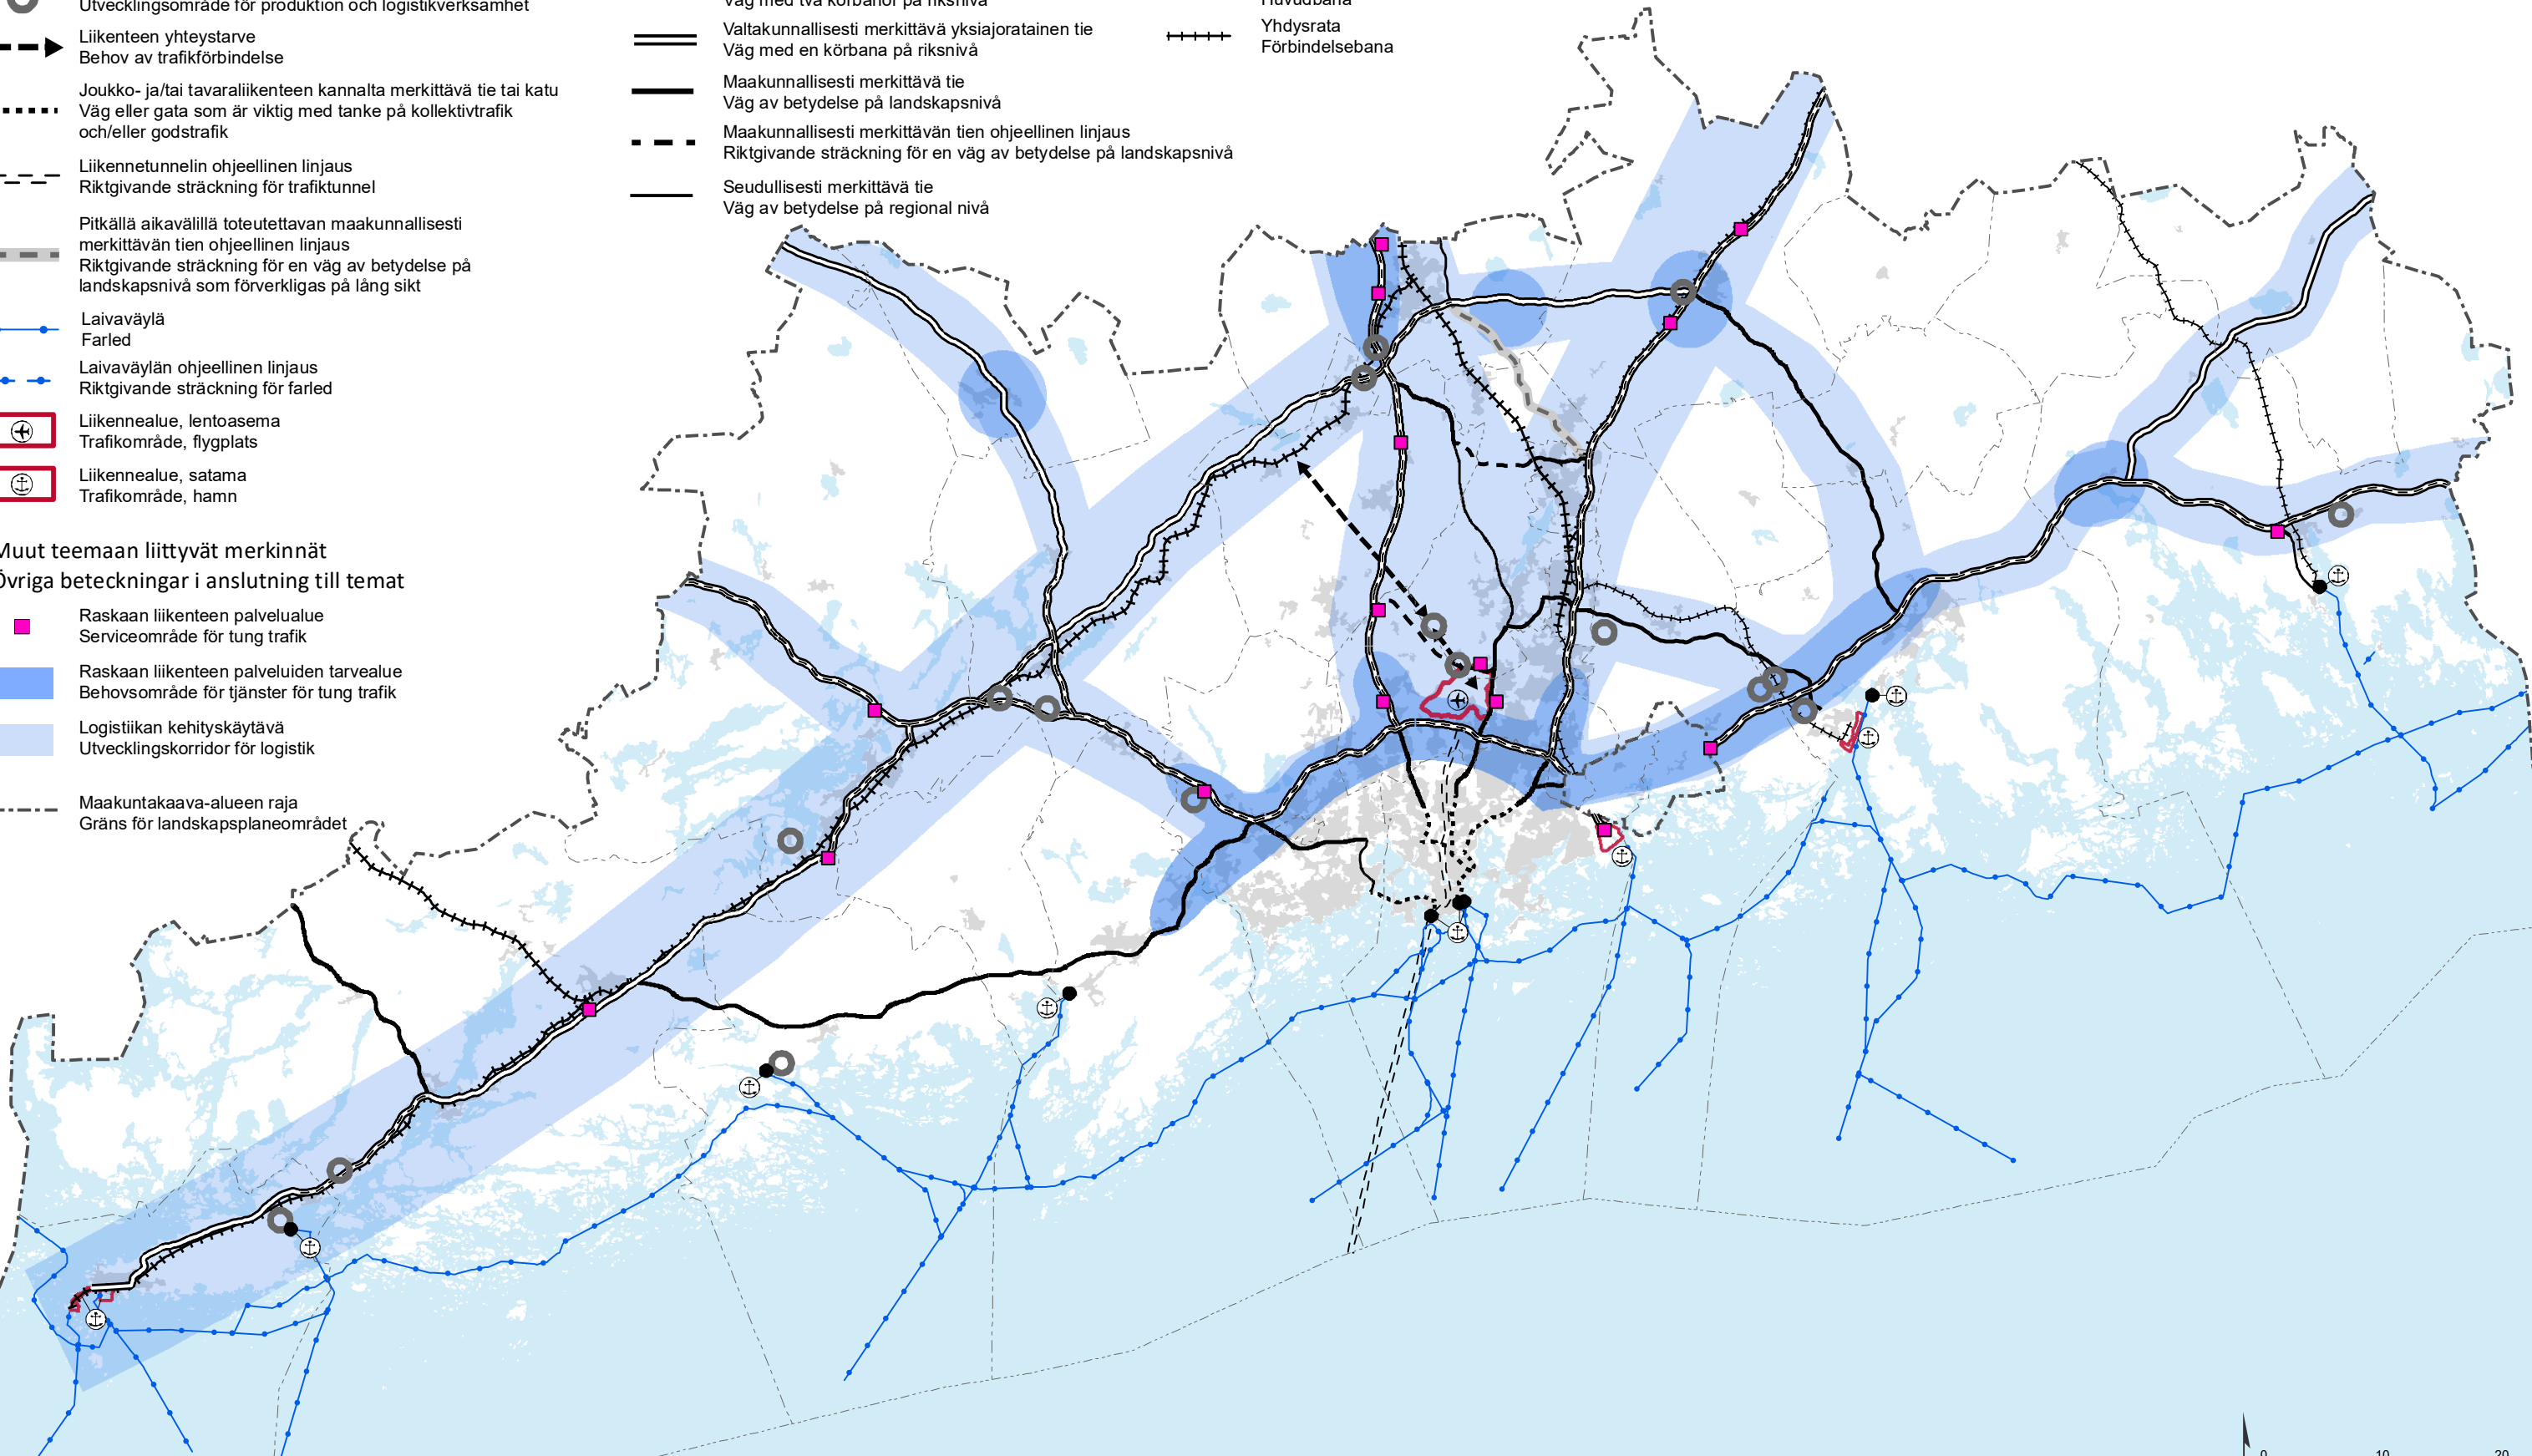 Utvecklingsområde för produktion och logistikverksamhet
Liikenteen yhteystarve
Behov av trafikförbindelse
Joukko- ja/tai tavaraliikenteen kannalta merkittävä tie tai katu
Väg eller gata som är viktig med tanke på kollektivtrafik
och/eller godstrafik
Liikennetunnelin ohjeellinen linjaus
Riktgivande sträckning för trafiktunnel
Pitkällä aikavälillä toteutettavan maakunnallisesti
merkittävän tien ohjeellinen linjaus
Riktgivande sträckning för en väg av betydelse på
landskapsnivå som förverkligas på lång sikt
Laivaväylä
Farled
Laivaväylän ohjeellinen linjaus
Riktgivande sträckning för farled
Liikennealue, lentoasema
Trafikområde, flygplats
Liikennealue, satama
Trafikområde, hamn
Muut teemaan liittyvät merkinnät
Övriga beteckningar i anslutning till temat
Raskaan liikenteen palvelualue
Serviceområde för tung trafik
Raskaan liikenteen palveluiden tarvealue
Behovsområde för tjänster för tung trafik
Logistiikan kehityskäytävä
Utvecklingskorridor för logistik
Maakuntakaava-alueen raja
Gräns för landskapsplaneområdet
Väg med två körbanor på riksnivå
Valtakunnallisesti merkittävä yksiajoratainen tie
Väg med en körbana på riksnivå
Maakunnallisesti merkittävä tie
Väg av betydelse på landskapsnivå
Maakunnallisesti merkittävän tien ohjeellinen linjaus
Riktgivande sträckning för en väg av betydelse på landskapsnivå
Seudullisesti merkittävä tie
Väg av betydelse på regional nivå
Huvudbana
Yhdysrata
Förbindelsebana
0 10 20